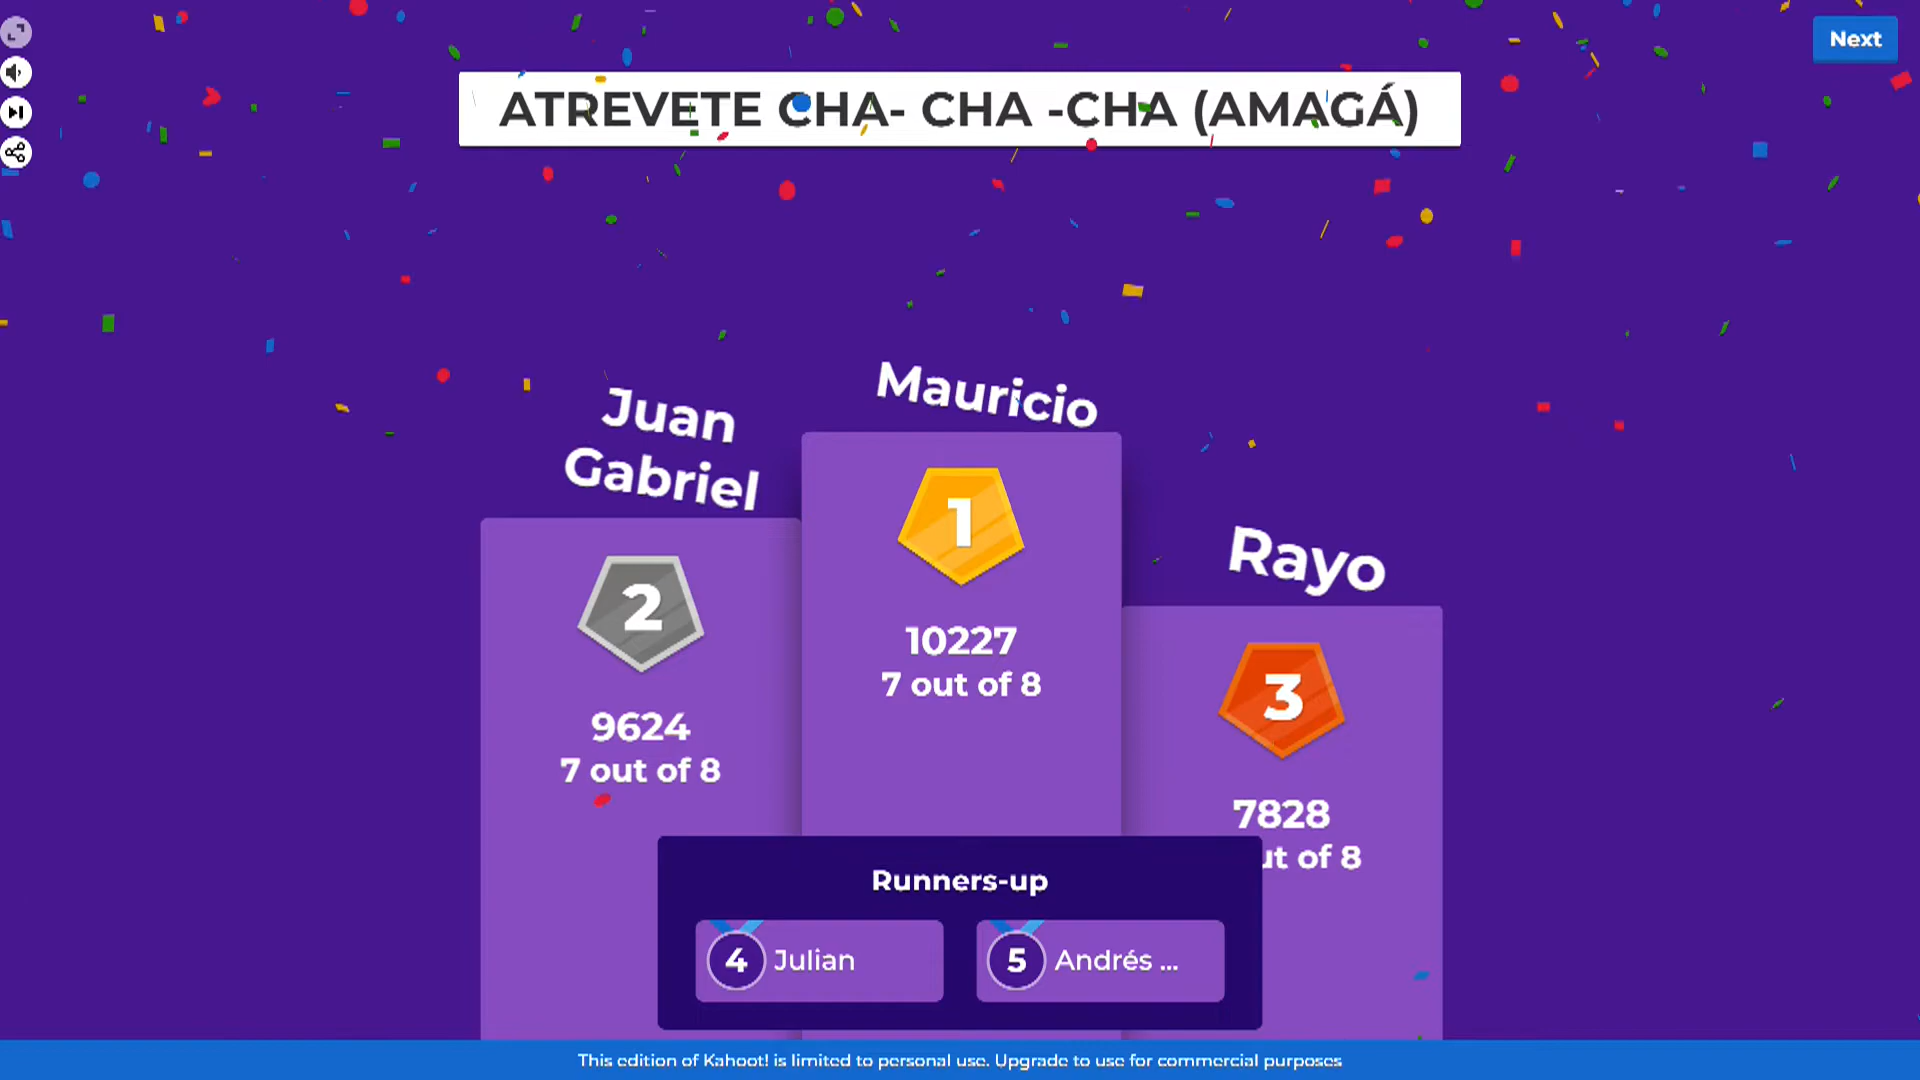 Next
ATREVETE CHA- CHA -CHA (AMAGÁ)
Mauricio
1
10227
7 out of 8
Juan
Gabriel
2
9624
7 out of 8
Rayo
3
7828
of 8
Runners-up
4 Julian
5 Andrés ...
This edition of Kahoot! is limited to personal use. Upgrade to use for commercial purposes